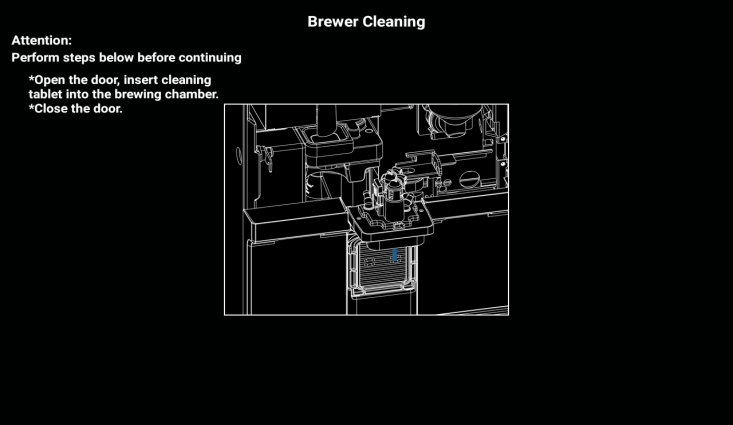 Brewer Cleaning
Attention:
Perform steps below before continuing
*Open the door, insert cleaning
tablet into the brewing chamber.
*Close the door.